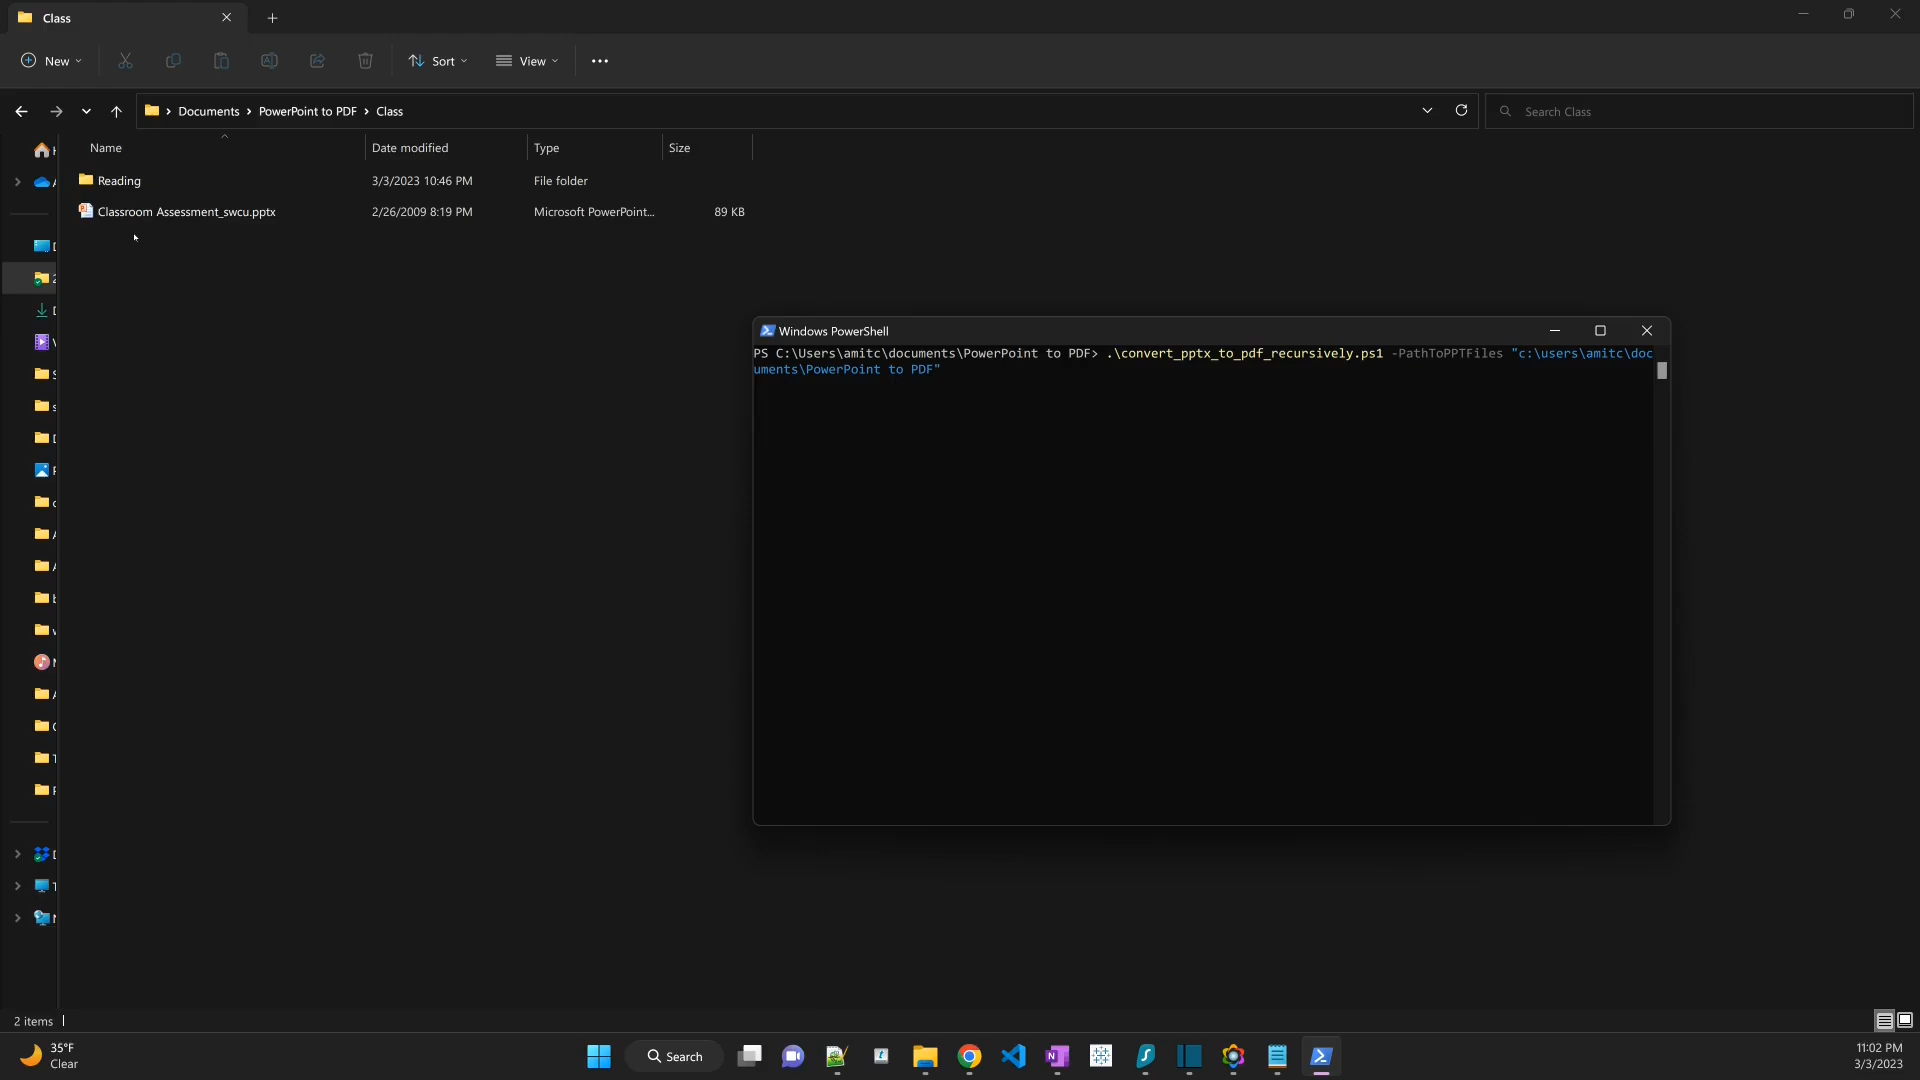 Class
New
Sort
View
Documents › PowerPoint to PDF › Class
Search Class
Name Date modified Type Size
Reading 3/3/2023 10:46 PM File folder
Classroom Assessment_swcu.pptx 2/26/2009 8:19 PM Microsoft PowerPoint... 89 KB
Windows PowerShell
PS C:\Users\amitc\documents\PowerPoint to PDF> .\convert_pptx_to_pdf_recursively.ps1 -PathToPPTFiles "c:\users\amitc\doc
uments\PowerPoint to PDF"
2 items
35°F
Clear
Search
11:02 PM
3/3/2023